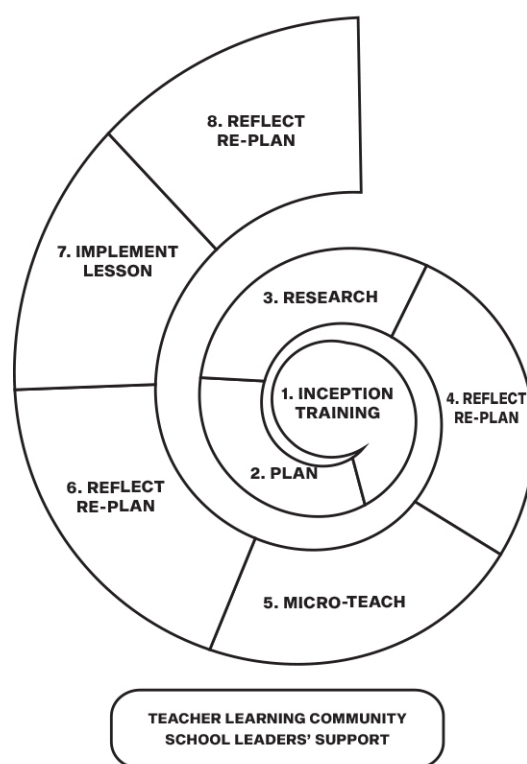 1. INCEPTION
TRAINING
2. PLAN
3. RESEARCH
4. REFLECT
RE-PLAN
5. MICRO-TEACH
6. REFLECT
RE-PLAN
7. IMPLEMENT
LESSON
8. REFLECT
RE-PLAN
TEACHER LEARNING COMMUNITY
SCHOOL LEADERS’ SUPPORT